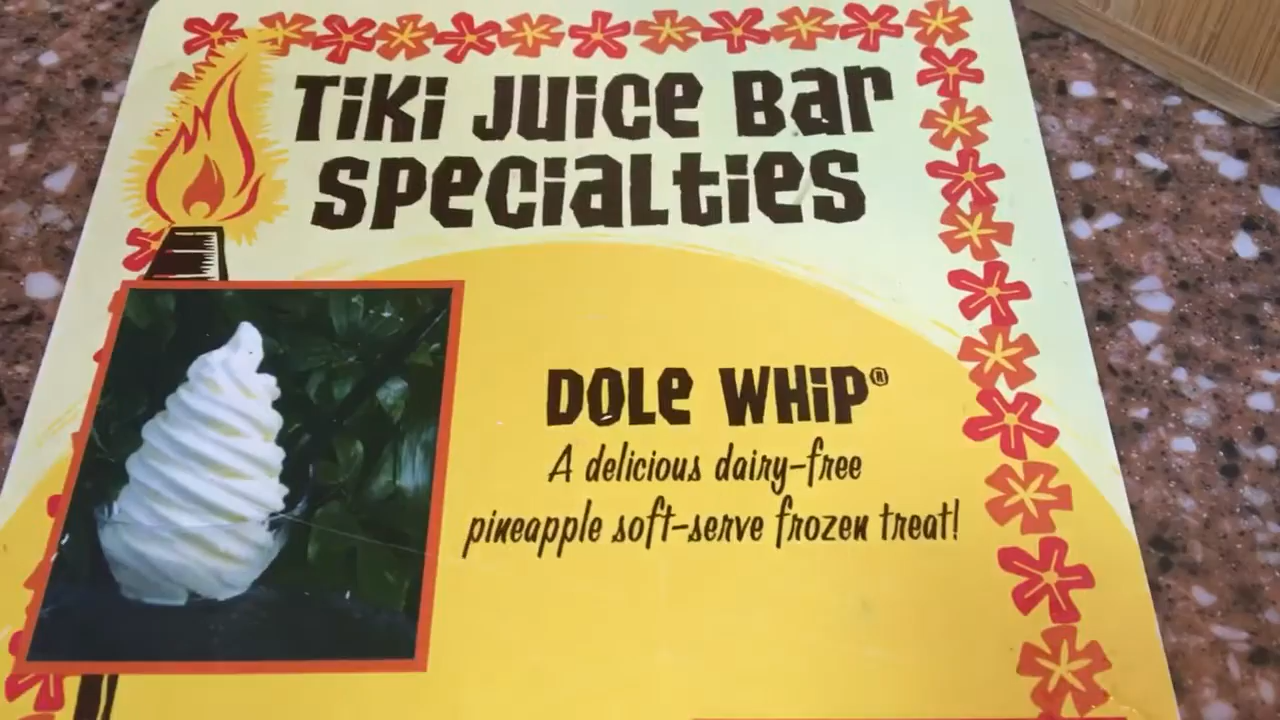 Tiki Juice Bar
Specialties
Dole Whip®
A delicious dairy-free
pineapple soft-serve frozen treat!